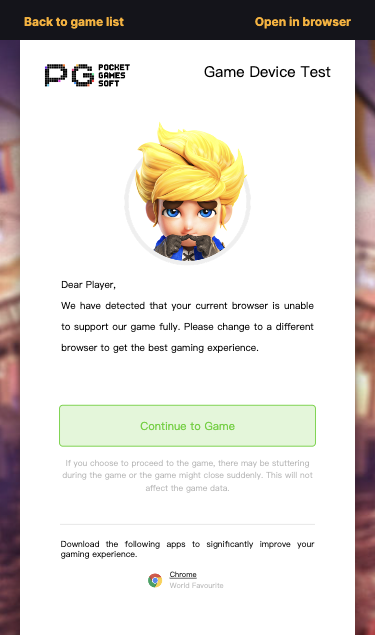 Back to game list
Open in browser
PG POCKET GAMES SOFT
Game Device Test
Dear Player,
We have detected that your current browser is unable
to support our game fully. Please change to a different
browser to get the best gaming experience.
Continue to Game
If you choose to proceed to the game, there may be stuttering
during the game or the game might close suddenly. This will not
affect the game data.
Download the following apps to significantly improve your
gaming experience.
Chrome
World Favourite